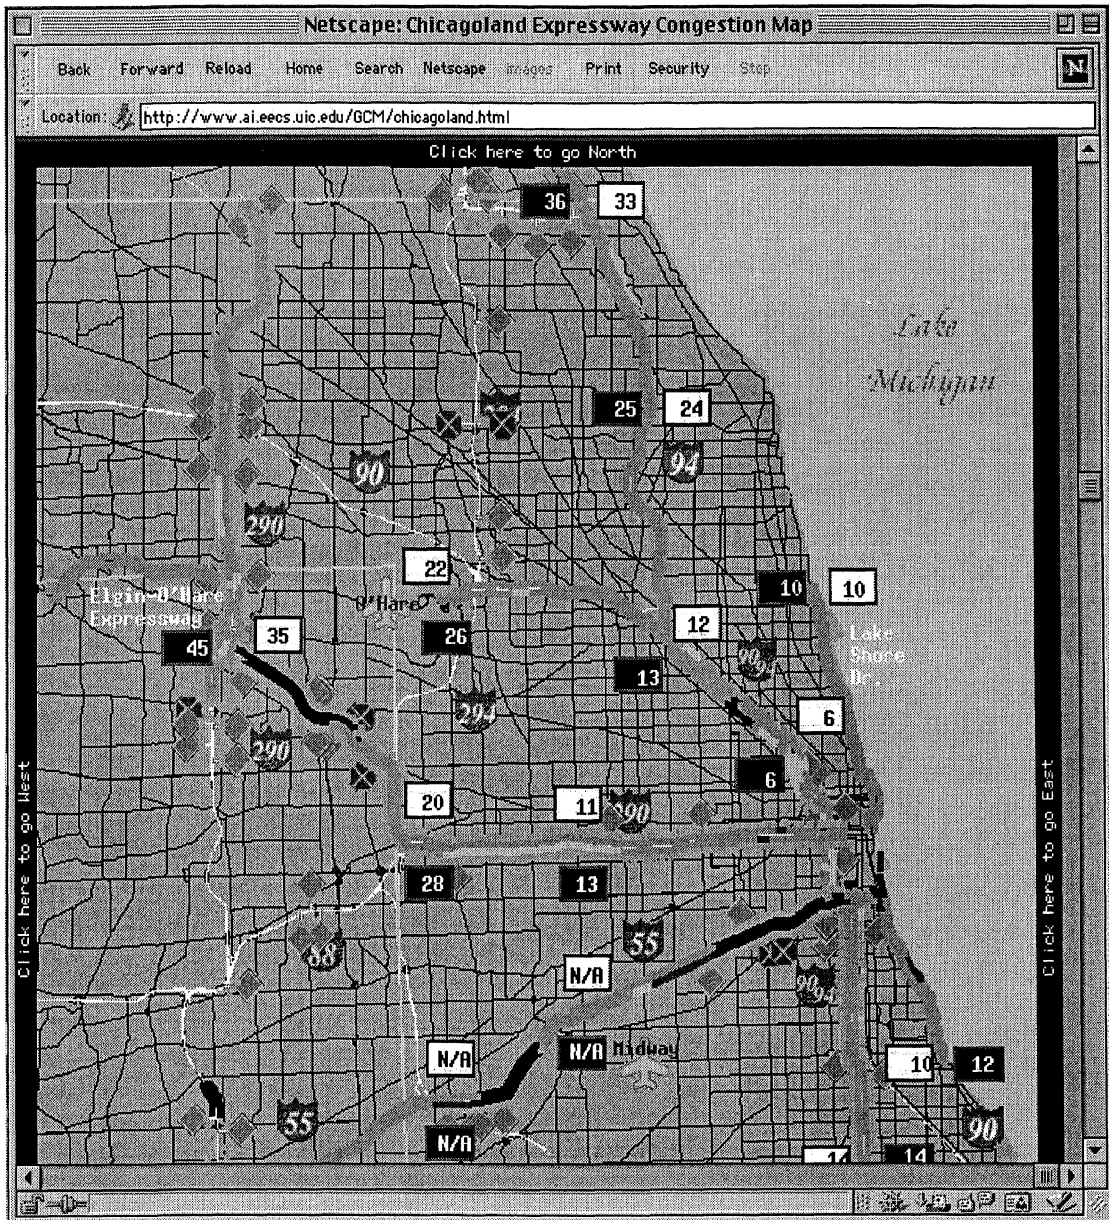 Netscape: Chicagoland Expressway Congestion Map
Back Forward Reload Home Search Netscape Images Print Security Stop
N
Location: http://www.ai.eecs.uic.edu/GCM/chicagoland.html
Click here to go North
36 33
Lake
Michigan
25 24
94
90
290
22
10 10
Elgin-O'Hare
Expressway
O'Hare
12
Lake
Shore
Dr.
45 35
26
13
294
6
290
6
20
11
290
28
13
88
55
N/A
90
94
N/A
N/A
Midway
10 12
55
90
N/A
14 14
Click here to go West
Click here to go East